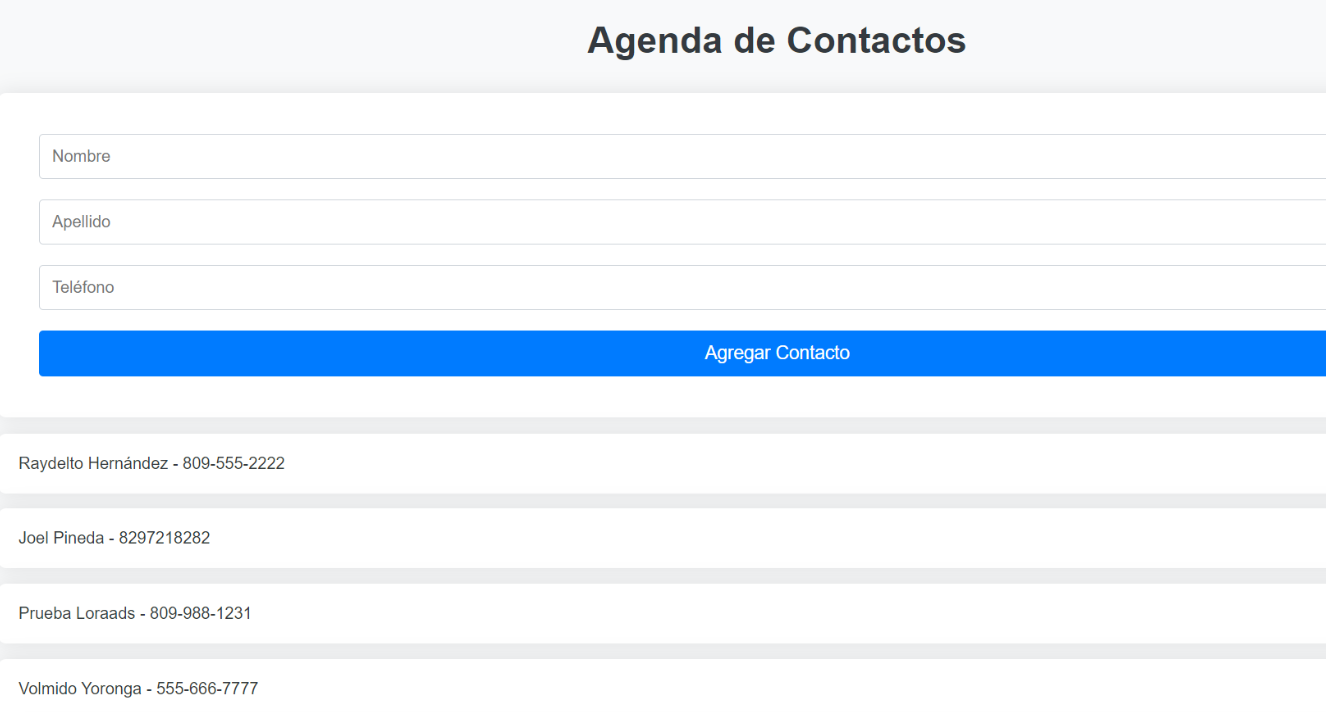 Agenda de Contactos
Nombre
Apellido
Teléfono
Agregar Contacto
Raydelto Hernández - 809-555-2222
Joel Pineda - 8297218282
Prueba Loraads - 809-988-1231
Volmido Yoronga - 555-666-7777